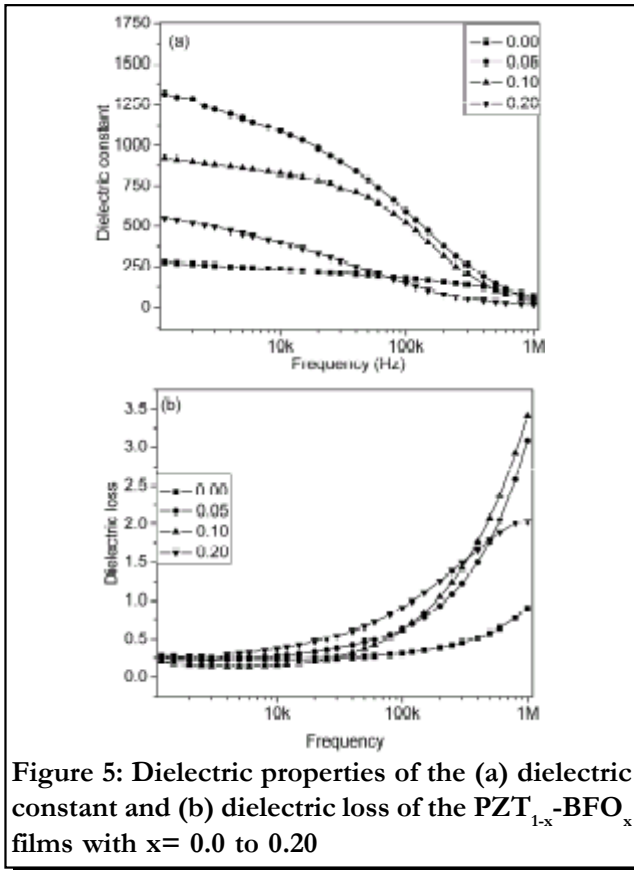 (a)
0.00
0.05
0.10
0.20
1750
1500
1250
1000
750
500
250
0
Dielectric constant
10k
100k
1M
Frequency (Hz)
(b)
3.5
3.0
2.5
2.0
1.5
1.0
0.5
0.0
0.00
0.05
0.10
0.20
Dielectric loss
10k
100k
1M
Frequency
Figure 5: Dielectric properties of the (a) dielectric
constant and (b) dielectric loss of the PZT1-x-BFOx
films with x= 0.0 to 0.20